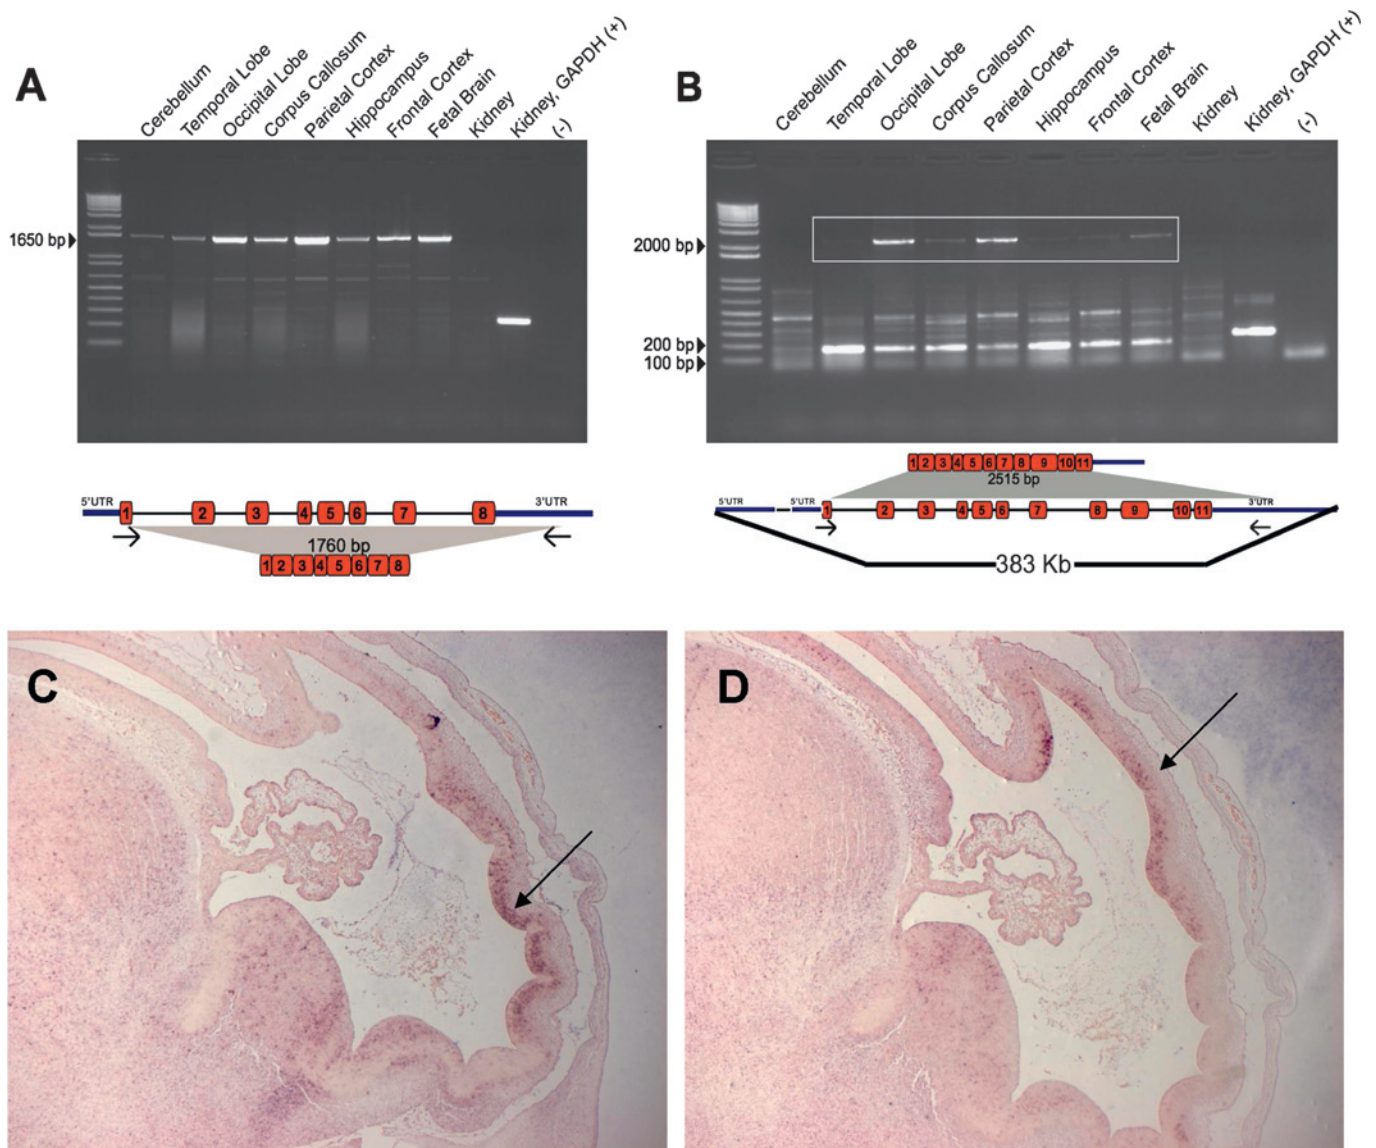 A
Cerebellum
Temporal Lobe
Occipital Lobe
Corpus Callosum
Parietal Cortex
Hippocampus
Frontal Cortex
Fetal Brain
Kidney
Kidney, GAPDH (+)
(-)
1650 bp
5'UTR
3'UTR
1 2 3 4 5 6 7 8
1760 bp
1 2 3 4 5 6 7 8
B
Cerebellum
Temporal Lobe
Occipital Lobe
Corpus Callosum
Parietal Cortex
Hippocampus
Frontal Cortex
Fetal Brain
Kidney
Kidney, GAPDH (+)
(-)
2000 bp
200 bp
100 bp
1 2 3 4 5 6 7 8 9 10 11
2515 bp
5'UTR
5'UTR
3'UTR
1 2 3 4 5 6 7 8 9 10 11
383 Kb
C
D